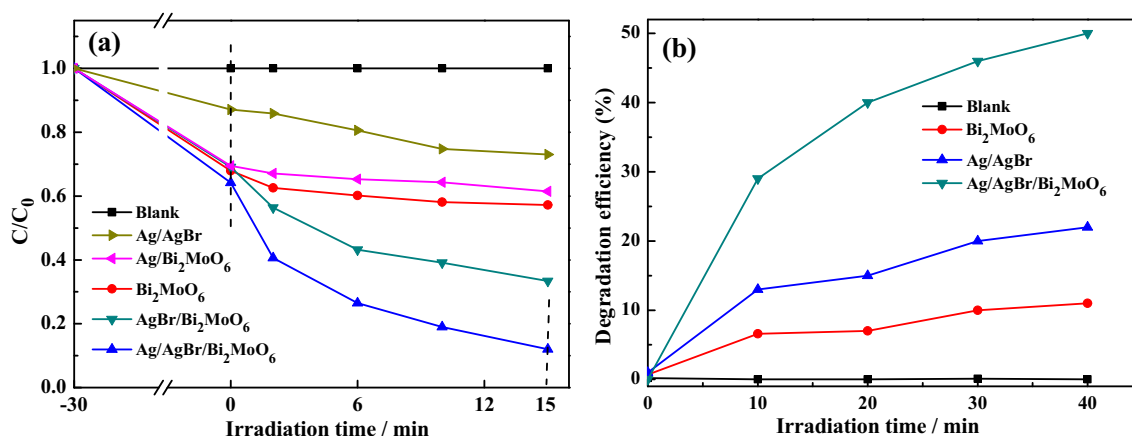 (a)
C/C₀
1.0
0.8
0.6
0.4
0.2
0.0
Blank
Ag/AgBr
Ag/Bi₂MoO₆
Bi₂MoO₆
AgBr/Bi₂MoO₆
Ag/AgBr/Bi₂MoO₆
-30 0 6 12 15
Irradiation time / min
(b)
Degradation efficiency (%)
50
40
30
20
10
0
Blank
Bi₂MoO₆
Ag/AgBr
Ag/AgBr/Bi₂MoO₆
0 10 20 30 40
Irradiation time / min